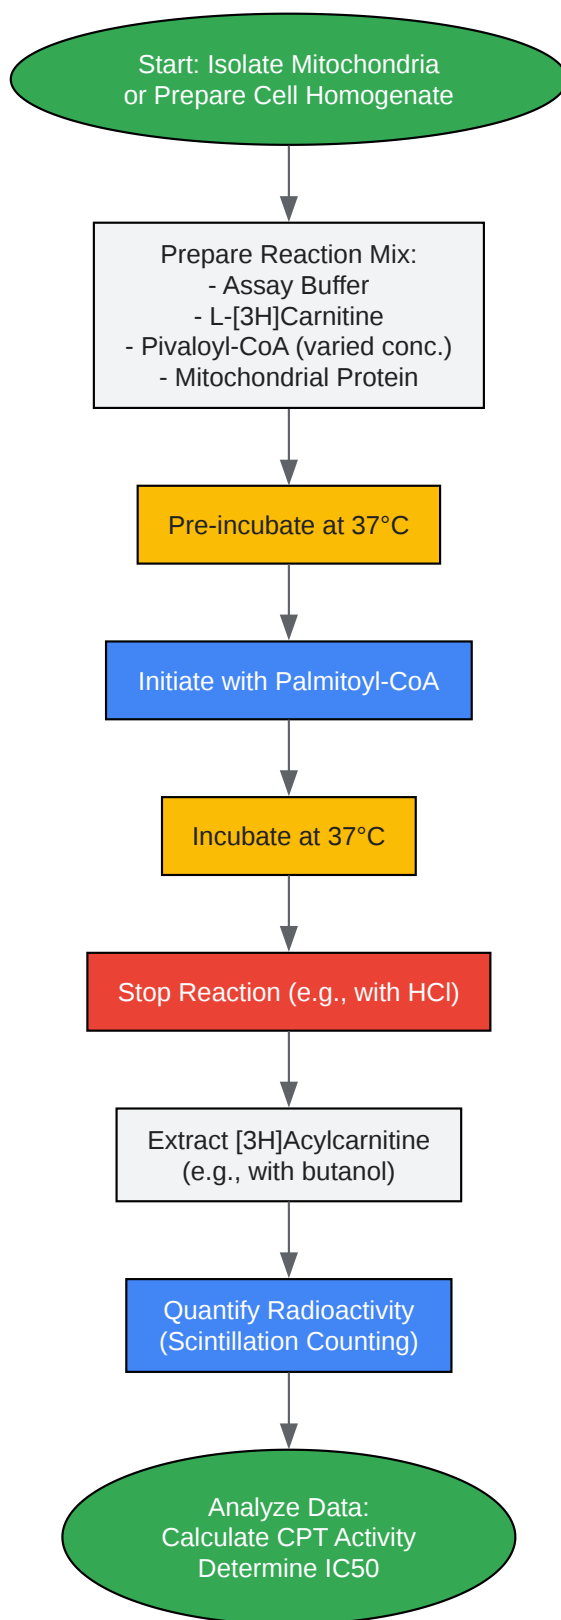 Start: Isolate Mitochondria
or Prepare Cell Homogenate
Prepare Reaction Mix:
- Assay Buffer
- L-[3H]Carnitine
- Pivaloyl-CoA (varied conc.)
- Mitochondrial Protein
Pre-incubate at 37°C
Initiate with Palmitoyl-CoA
Incubate at 37°C
Stop Reaction (e.g., with HCl)
Extract [3H]Acylcarnitine
(e.g., with butanol)
Quantify Radioactivity
(Scintillation Counting)
Analyze Data:
Calculate CPT Activity
Determine IC50